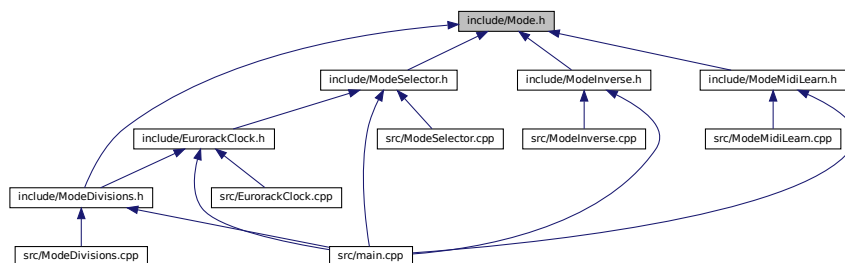 include/Mode.h
include/ModeSelector.h
include/ModeInverse.h
include/ModeMidiLearn.h
include/EurorackClock.h
src/ModeSelector.cpp
src/ModeInverse.cpp
src/ModeMidiLearn.cpp
include/ModeDivisions.h
src/EurorackClock.cpp
src/ModeDivisions.cpp
src/main.cpp